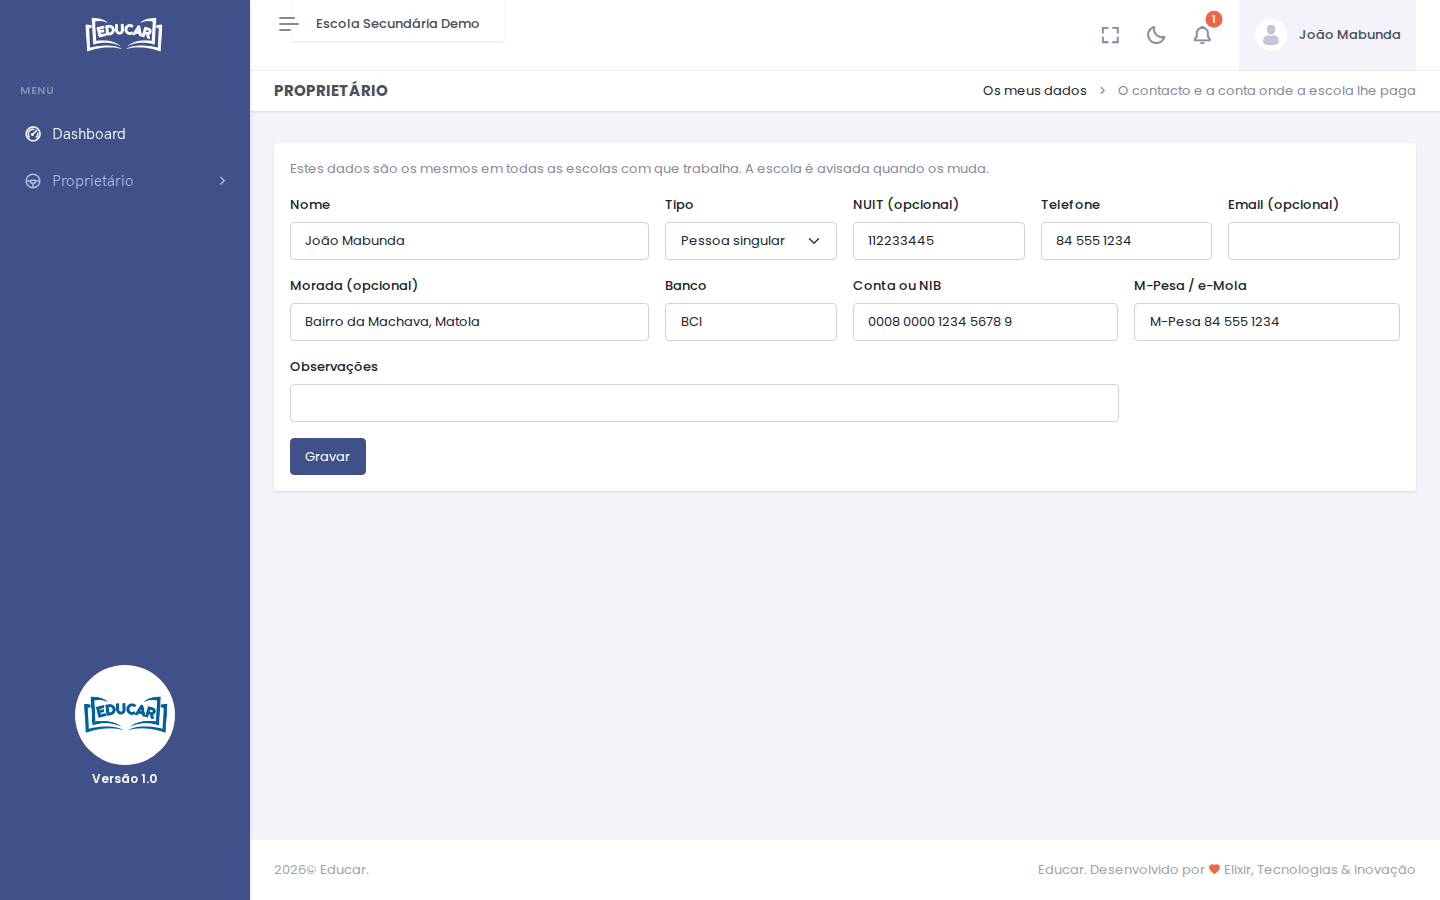 EDUCAR
Escola Secundária Demo
1
João Mabunda
MENU
Dashboard
Proprietário
PROPRIETÁRIO
Os meus dados > O contacto e a conta onde a escola lhe paga
Estes dados são os mesmos em todas as escolas com que trabalha. A escola é avisada quando os muda.
Nome Tipo NUIT (opcional) Telefone Email (opcional)
João Mabunda Pessoa singular 112233445 84 555 1234
Morada (opcional) Banco Conta ou NIB M-Pesa / e-Mola
Bairro da Machava, Matola BCI 0008 0000 1234 5678 9 M-Pesa 84 555 1234
Observações
Gravar
EDUCAR
Versão 1.0
2026© Educar.
Educar. Desenvolvido por Elixir, Tecnologias & Inovação